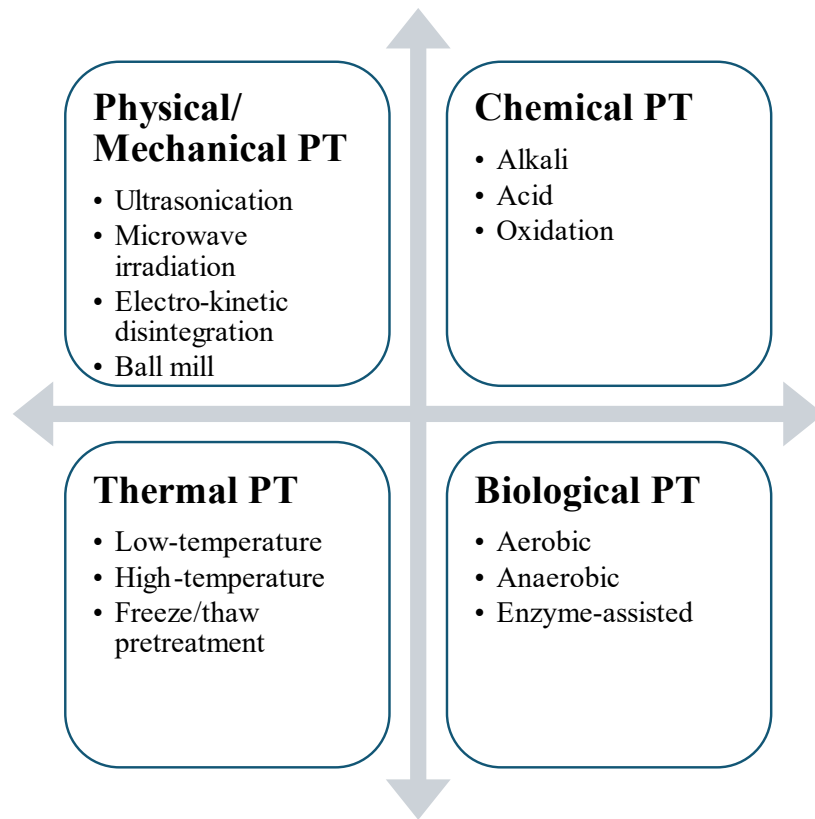 Physical/
Mechanical PT
• Ultrasonication
• Microwave
irradiation
• Electro-kinetic
disintegration
• Ball mill
Chemical PT
• Alkali
• Acid
• Oxidation
Thermal PT
• Low-temperature
• High-temperature
• Freeze/thaw
pretreatment
Biological PT
• Aerobic
• Anaerobic
• Enzyme-assisted